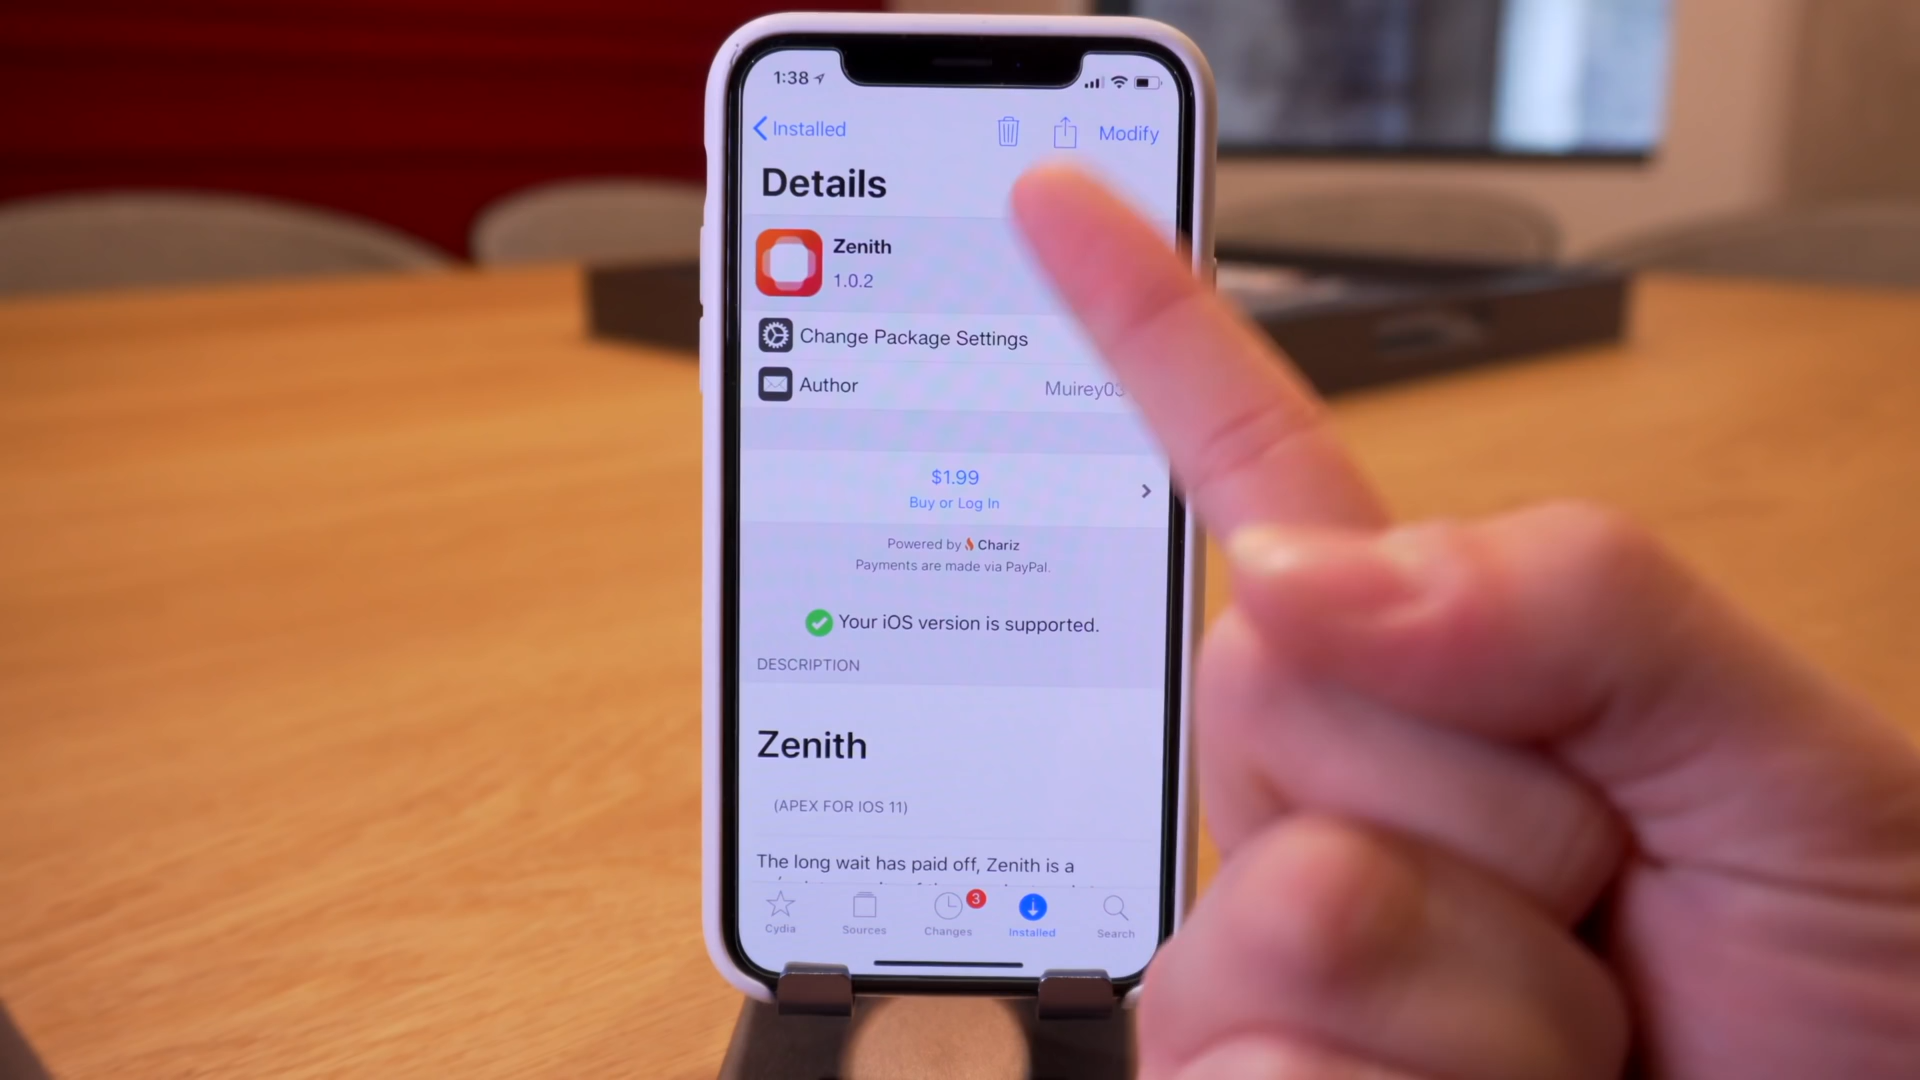 1:38
Installed
Modify
Details
Zenith
1.0.2
Change Package Settings
Author
Muirey03
$1.99
Buy or Log In
Powered by Chariz
Payments are made via PayPal.
Your iOS version is supported.
DESCRIPTION
Zenith
(APEX FOR IOS 11)
The long wait has paid off, Zenith is a
3
Cydia
Sources
Changes
Installed
Search